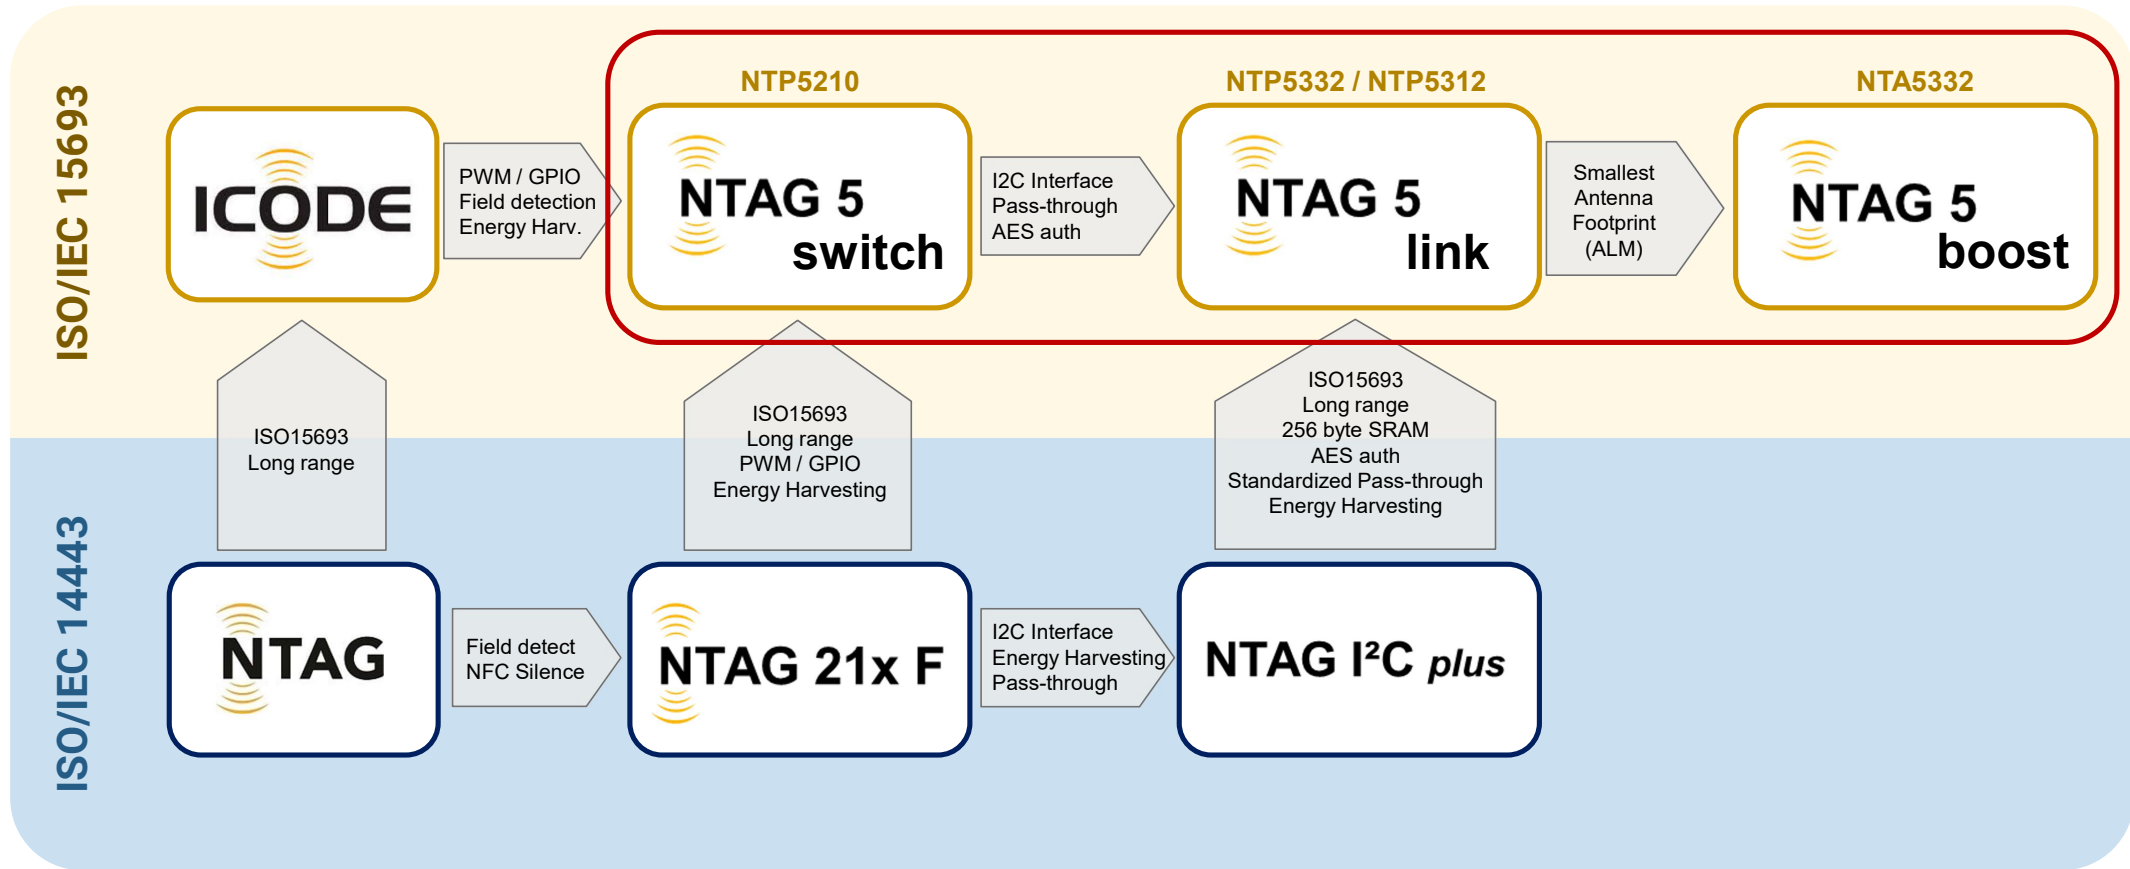 ISO/IEC 15693
NTP5210
NTP5332 / NTP5312
NTA5332
ICODE
PWM / GPIO
Field detection
Energy Harv.
NTAG 5
switch
I2C Interface
Pass-through
AES auth
NTAG 5
link
Smallest
Antenna
Footprint
(ALM)
NTAG 5
boost
ISO15693
Long range
ISO15693
Long range
PWM / GPIO
Energy Harvesting
ISO15693
Long range
256 byte SRAM
AES auth
Standardized Pass-through
Energy Harvesting
ISO/IEC 14443
NTAG
Field detect
NFC Silence
NTAG 21x F
I2C Interface
Energy Harvesting
Pass-through
NTAG I²C plus